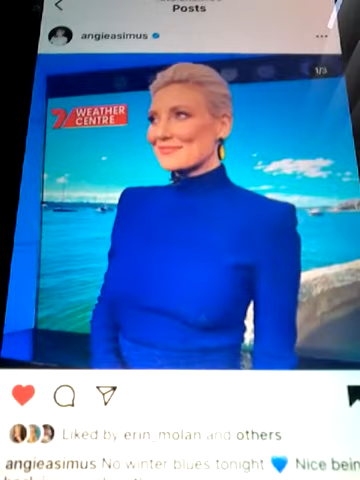 Posts
angieasimus
1/3
7 WEATHER
CENTRE
Liked by erin_molan and others
angieasimus No winter blues tonight 💙 Nice bein